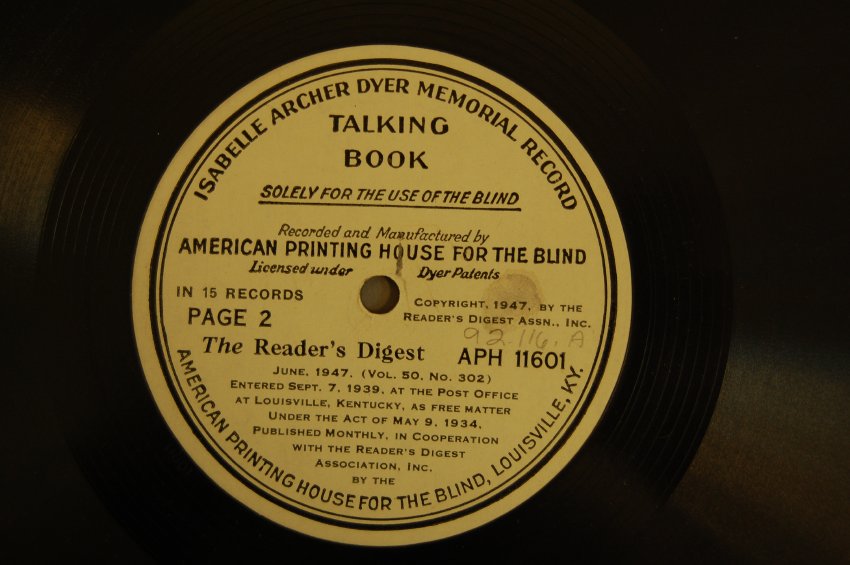 ISABELLE ARCHER DYER MEMORIAL RECORD
TALKING
BOOK
SOLELY FOR THE USE OF THE BLIND
Recorded and Manufactured by
AMERICAN PRINTING HOUSE FOR THE BLIND
Licensed under Dyer Patents
IN 15 RECORDS
COPYRIGHT, 1947, BY THE
READER'S DIGEST ASSN., INC.
PAGE 2
92.116.A
The Reader's Digest APH 11601
JUNE, 1947. (VOL. 50, NO. 302)
ENTERED SEPT. 7, 1939, AT THE POST OFFICE
AT LOUISVILLE, KENTUCKY, AS FREE MATTER
UNDER THE ACT OF MAY 9, 1934.
PUBLISHED MONTHLY, IN COOPERATION
WITH THE READER'S DIGEST
ASSOCIATION, INC.
BY THE
AMERICAN PRINTING HOUSE FOR THE BLIND, LOUISVILLE, KY.